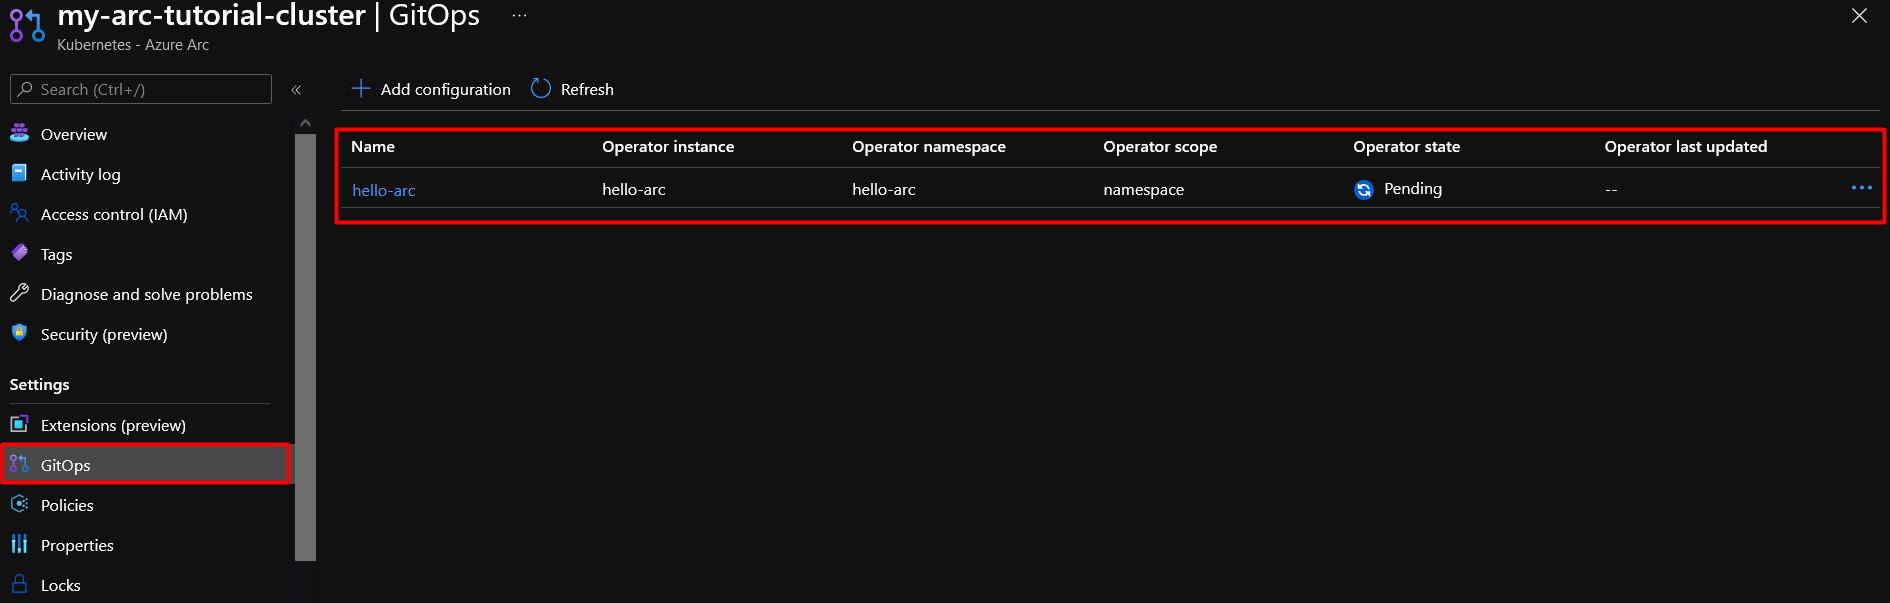 my-arc-tutorial-cluster | GitOps ...
Kubernetes - Azure Arc
Search (Ctrl+/) «
Add configuration Refresh
Overview
Activity log
Access control (IAM)
Tags
Diagnose and solve problems
Security (preview)
Settings
Extensions (preview)
GitOps
Policies
Properties
Locks
Name Operator instance Operator namespace Operator scope Operator state Operator last updated
hello-arc hello-arc hello-arc namespace Pending -- ...